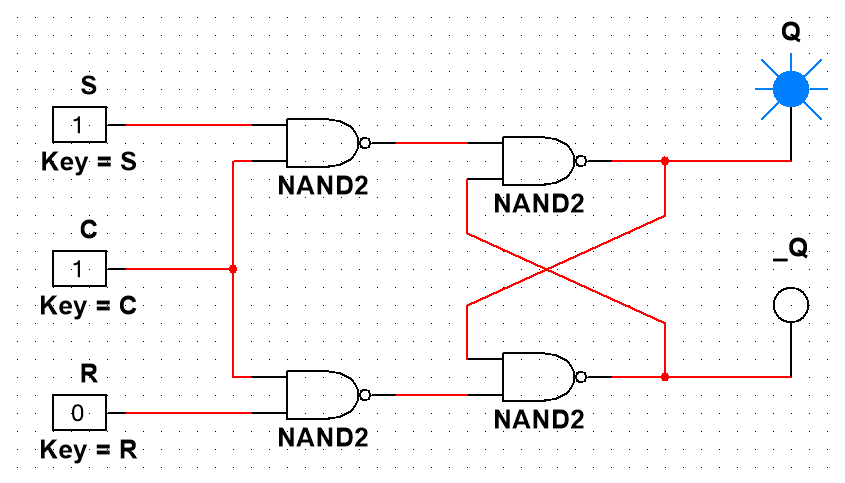 Q
S
1
Key = S
NAND2
NAND2
C
1
Key = C
_Q
R
0
Key = R
NAND2
NAND2